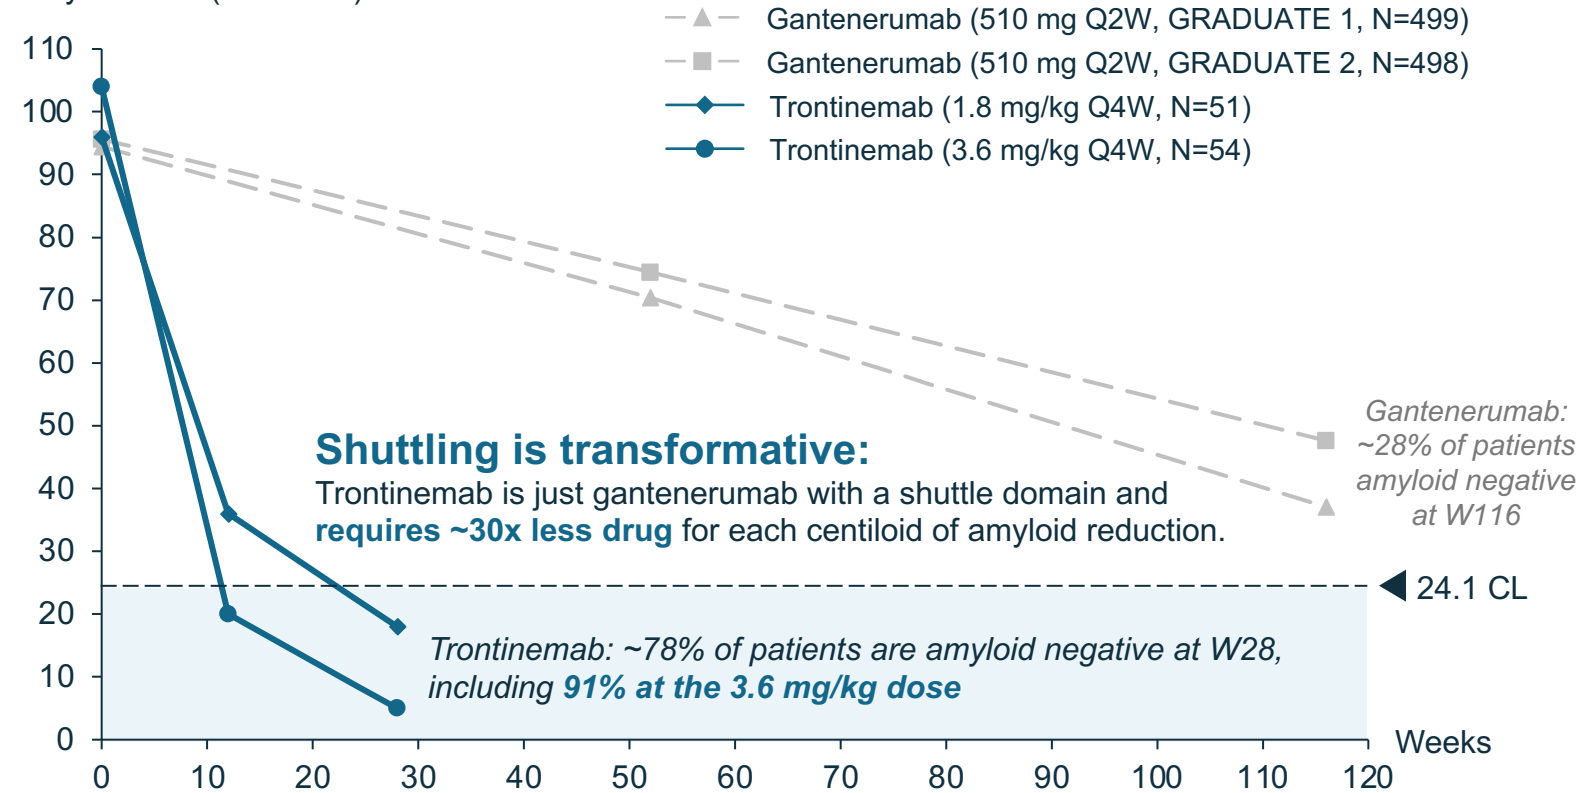 Gantenerumab (510 mg Q2W, GRADUATE 1, N=499)
Gantenerumab (510 mg Q2W, GRADUATE 2, N=498)
Trontinemab (1.8 mg/kg Q4W, N=51)
Trontinemab (3.6 mg/kg Q4W, N=54)
110
100
90
80
70
60
50
40
30
20
10
0
Gantenerumab:
~28% of patients
amyloid negative
at W116
Shuttling is transformative:
Trontinemab is just gantenerumab with a shuttle domain and
requires ~30x less drug for each centiloid of amyloid reduction.
24.1 CL
Trontinemab: ~78% of patients are amyloid negative at W28,
including 91% at the 3.6 mg/kg dose
Weeks
0 10 20 30 40 50 60 70 80 90 100 110 120